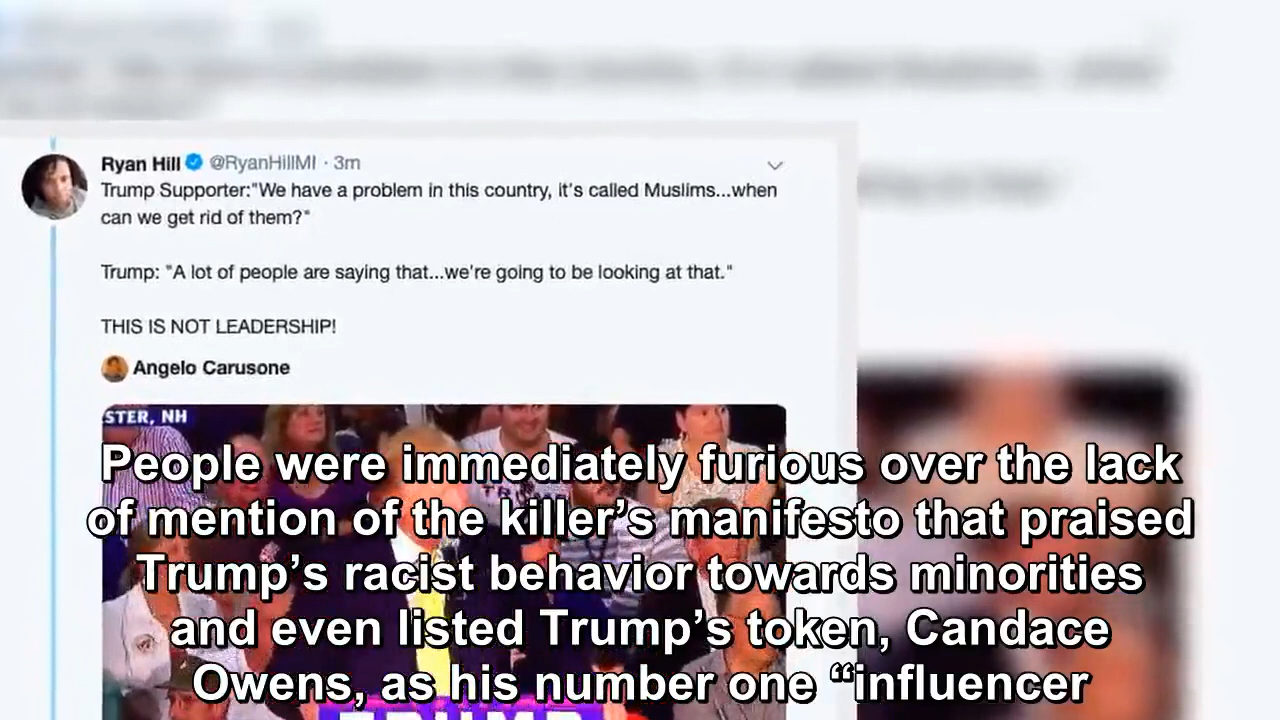 Ryan Hill @RyanHillMI · 3m
Trump Supporter:"We have a problem in this country, it's called Muslims...when
can we get rid of them?"
Trump: "A lot of people are saying that...we're going to be looking at that."
THIS IS NOT LEADERSHIP!
Angelo Carusone
STER, NH
People were immediately furious over the lack
of mention of the killer’s manifesto that praised
Trump’s racist behavior towards minorities
and even listed Trump’s token, Candace
Owens, as his number one “influencer
TRUMP